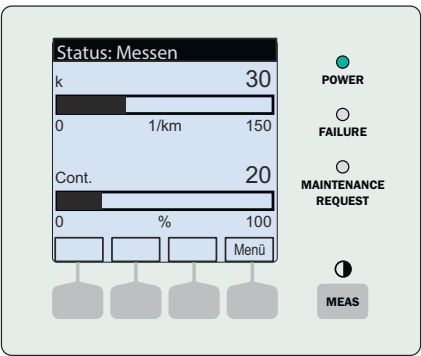 Status: Messen
k 30
0 1/km 150
Cont. 20
0 % 100
Menü
POWER
FAILURE
MAINTENANCE
REQUEST
MEAS